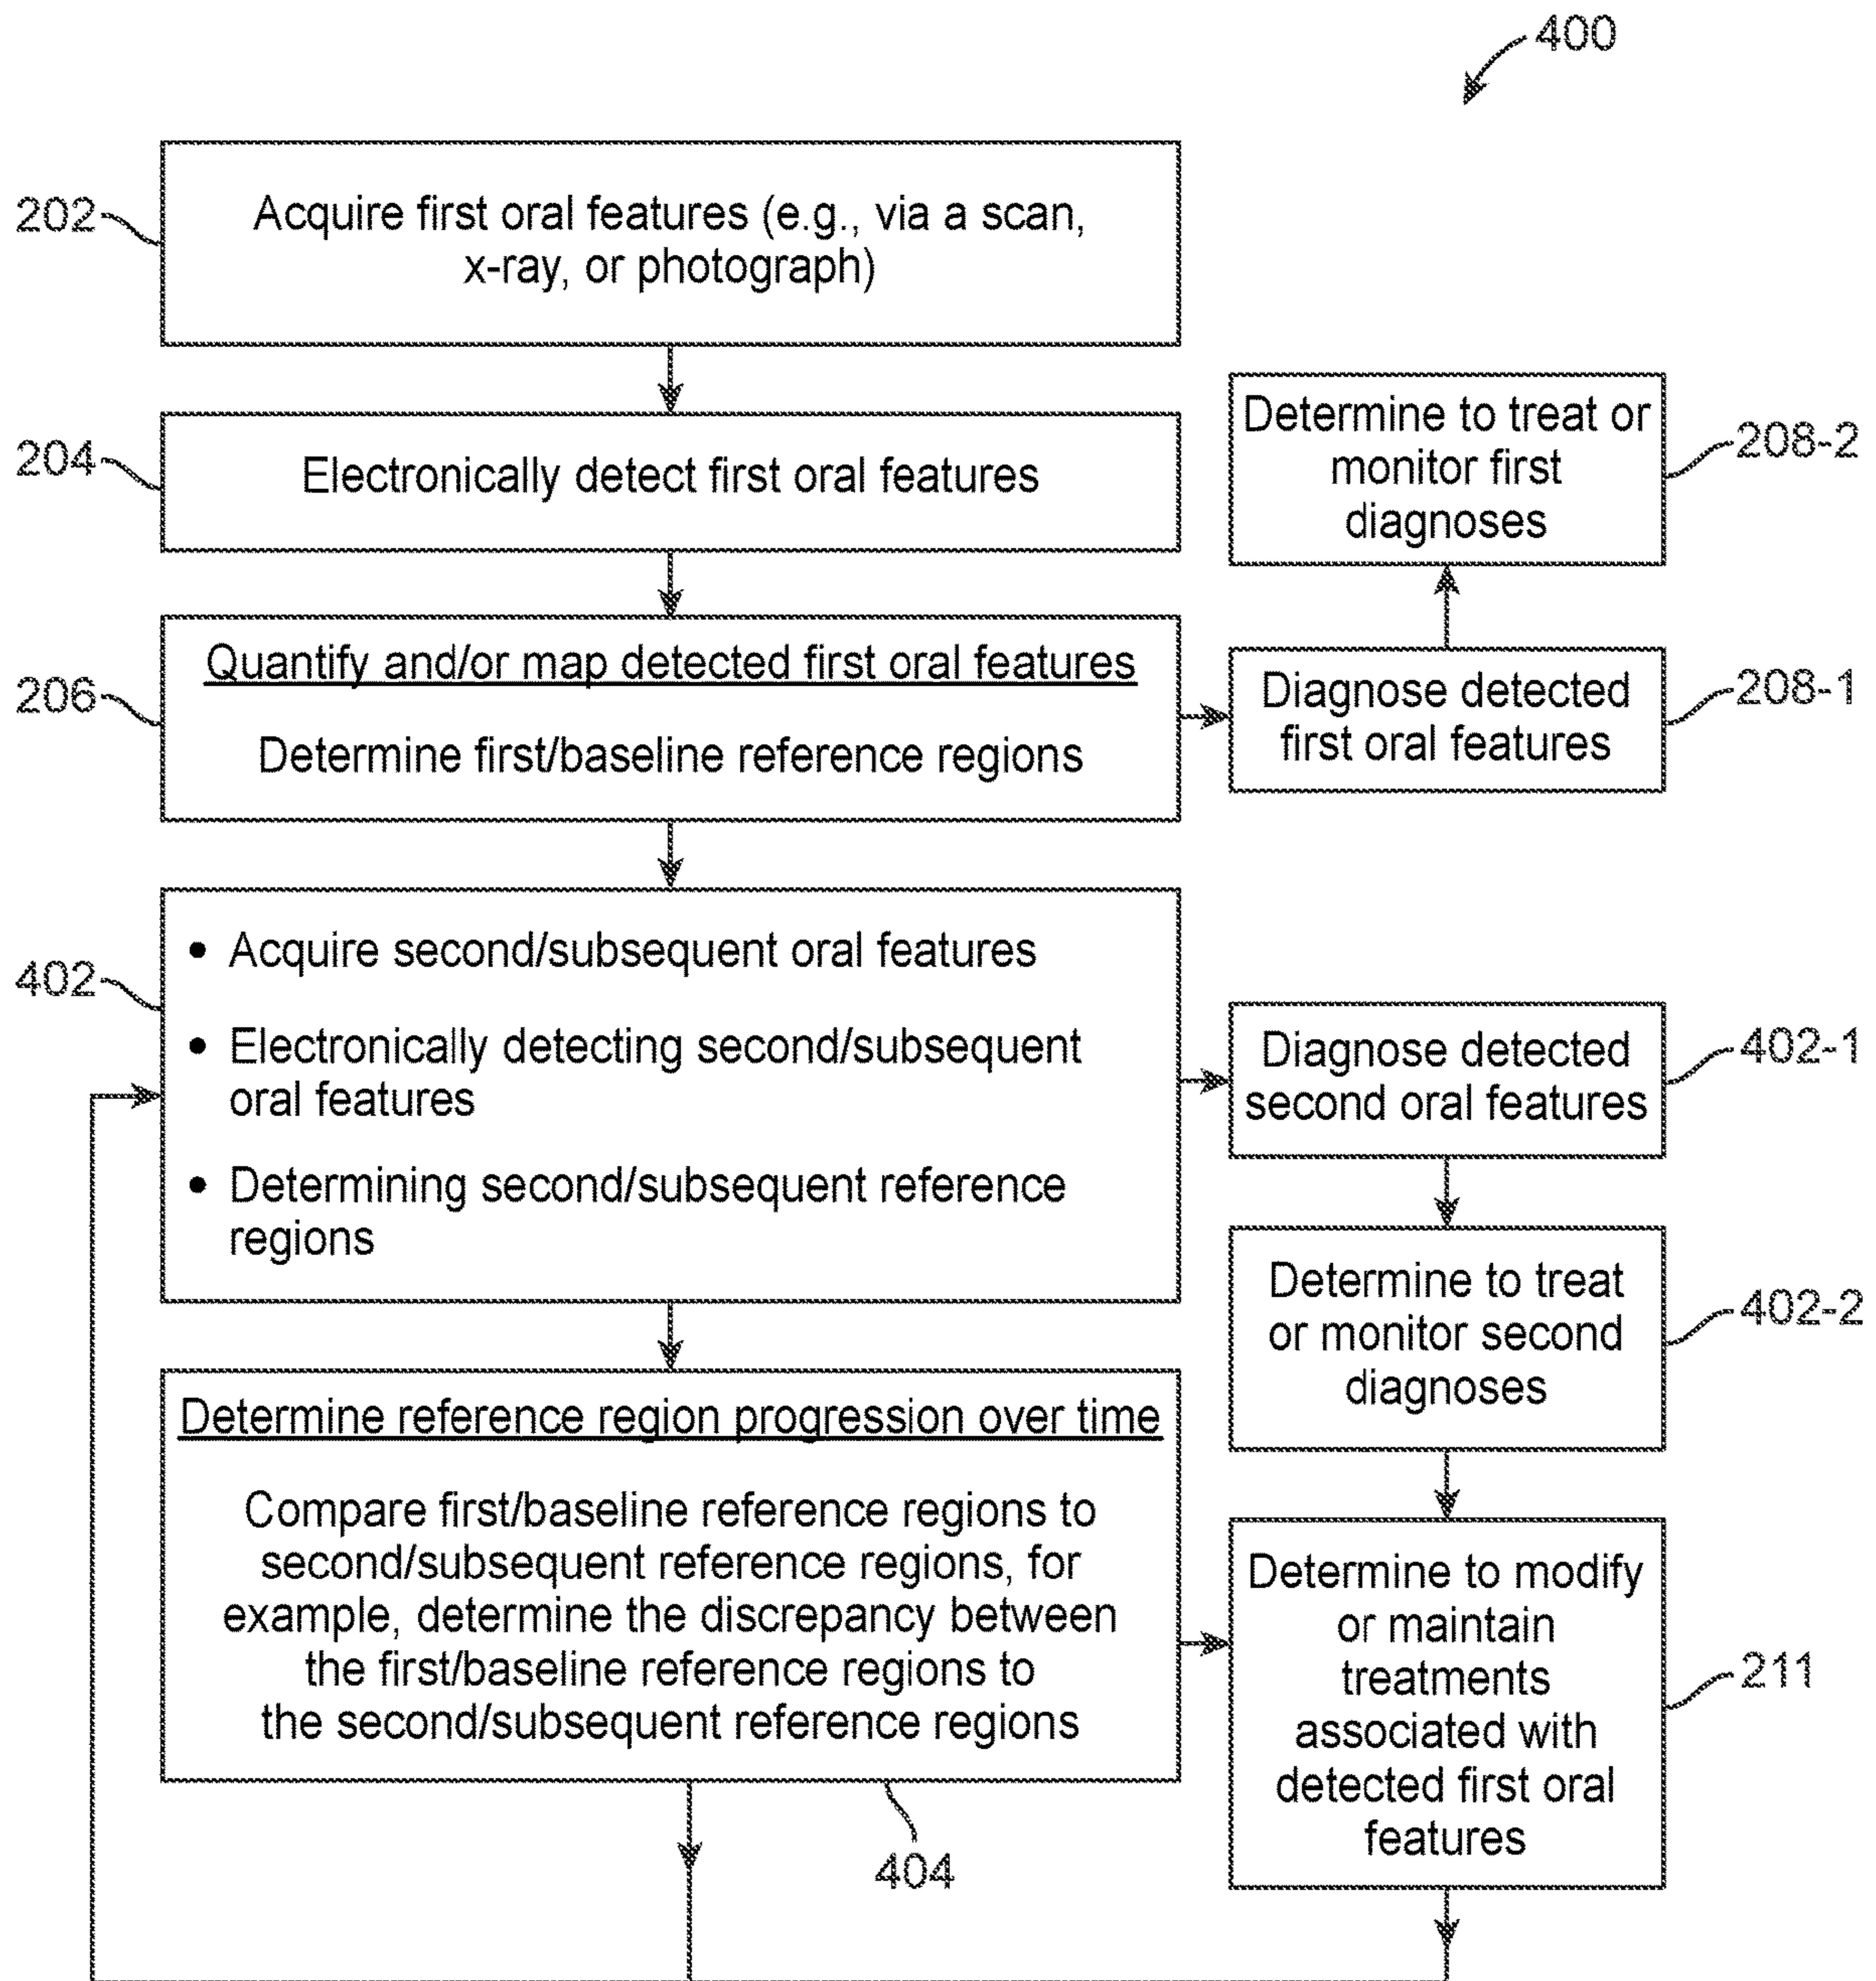 400
202
Acquire first oral features (e.g., via a scan,
x-ray, or photograph)
204
Electronically detect first oral features
Determine to treat or
monitor first
diagnoses
208-2
206
Quantify and/or map detected first oral features
Determine first/baseline reference regions
Diagnose detected
first oral features
208-1
402
• Acquire second/subsequent oral features
• Electronically detecting second/subsequent
oral features
• Determining second/subsequent reference
regions
Diagnose detected
second oral features
402-1
Determine to treat
or monitor second
diagnoses
402-2
Determine reference region progression over time
Compare first/baseline reference regions to
second/subsequent reference regions, for
example, determine the discrepancy between
the first/baseline reference regions to
the second/subsequent reference regions
404
Determine to modify
or maintain
treatments
associated with
detected first oral
features
211